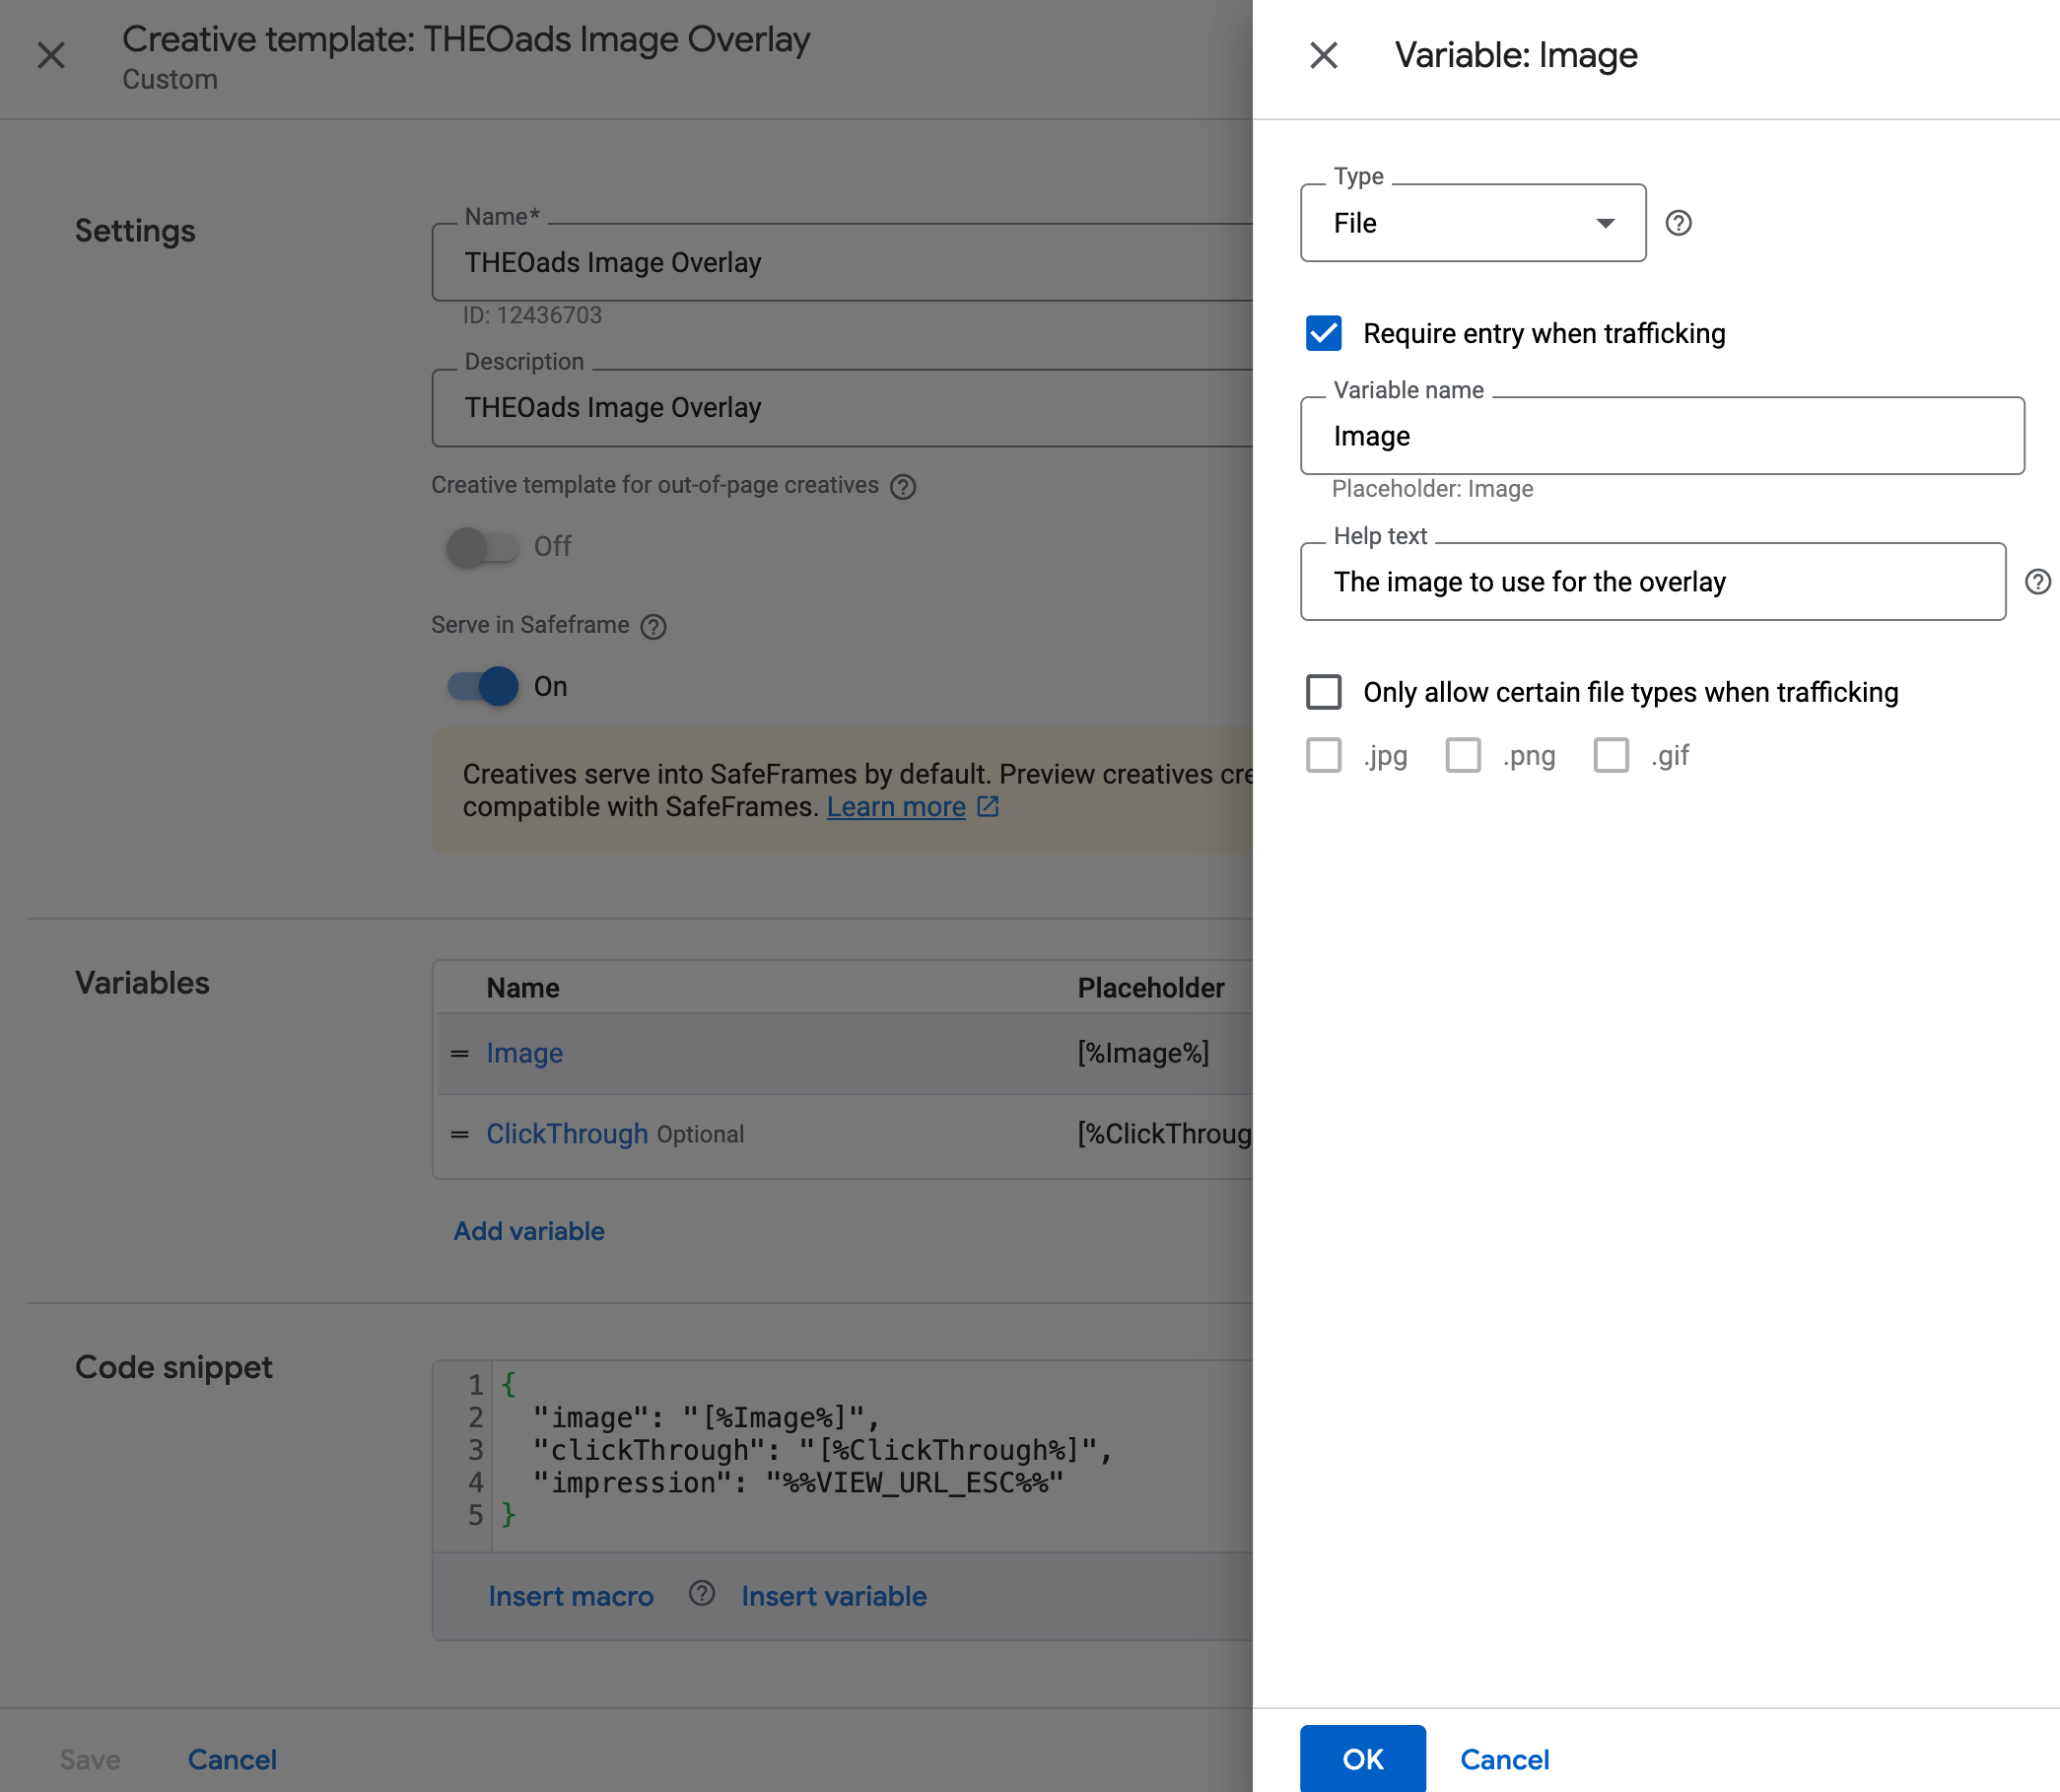 Creative template: THEOads Image Overlay
Custom
Settings
Name*
THEOads Image Overlay
ID: 12436703
Description
THEOads Image Overlay
Creative template for out-of-page creatives
Off
Serve in Safeframe
On
Creatives serve into SafeFrames by default. Preview creatives cre
compatible with SafeFrames. Learn more
Variables
Name Placeholder
Image [%Image%]
ClickThrough Optional [%ClickThroug
Add variable
Code snippet
1 {
2 "image": "[%Image%]",
3 "clickThrough": "[%ClickThrough%]",
4 "impression": "%%VIEW_URL_ESC%%"
5 }
Insert macro Insert variable
Save Cancel
Variable: Image
Type
File
Require entry when trafficking
Variable name
Image
Placeholder: Image
Help text
The image to use for the overlay
Only allow certain file types when trafficking
.jpg .png .gif
OK Cancel